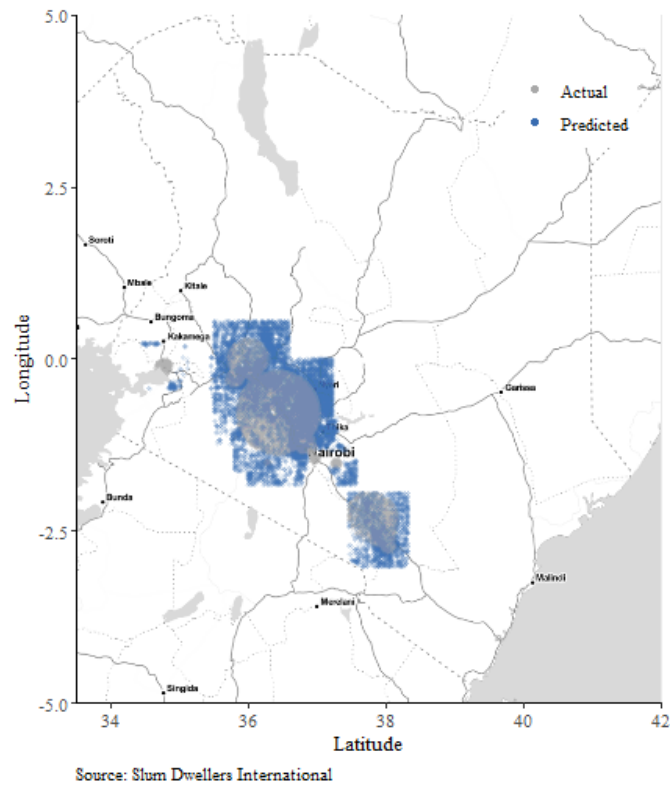 5.0
Actual
Predicted
2.5
Soroti
Mbale
Kitale
Bungoma
Kakamega
Longitude
0.0
Garissa
Nairobi
Bunda
-2.5
Malindi
Merelani
Singida
-5.0
34 36 38 40 42
Latitude
Source: Slum Dwellers International